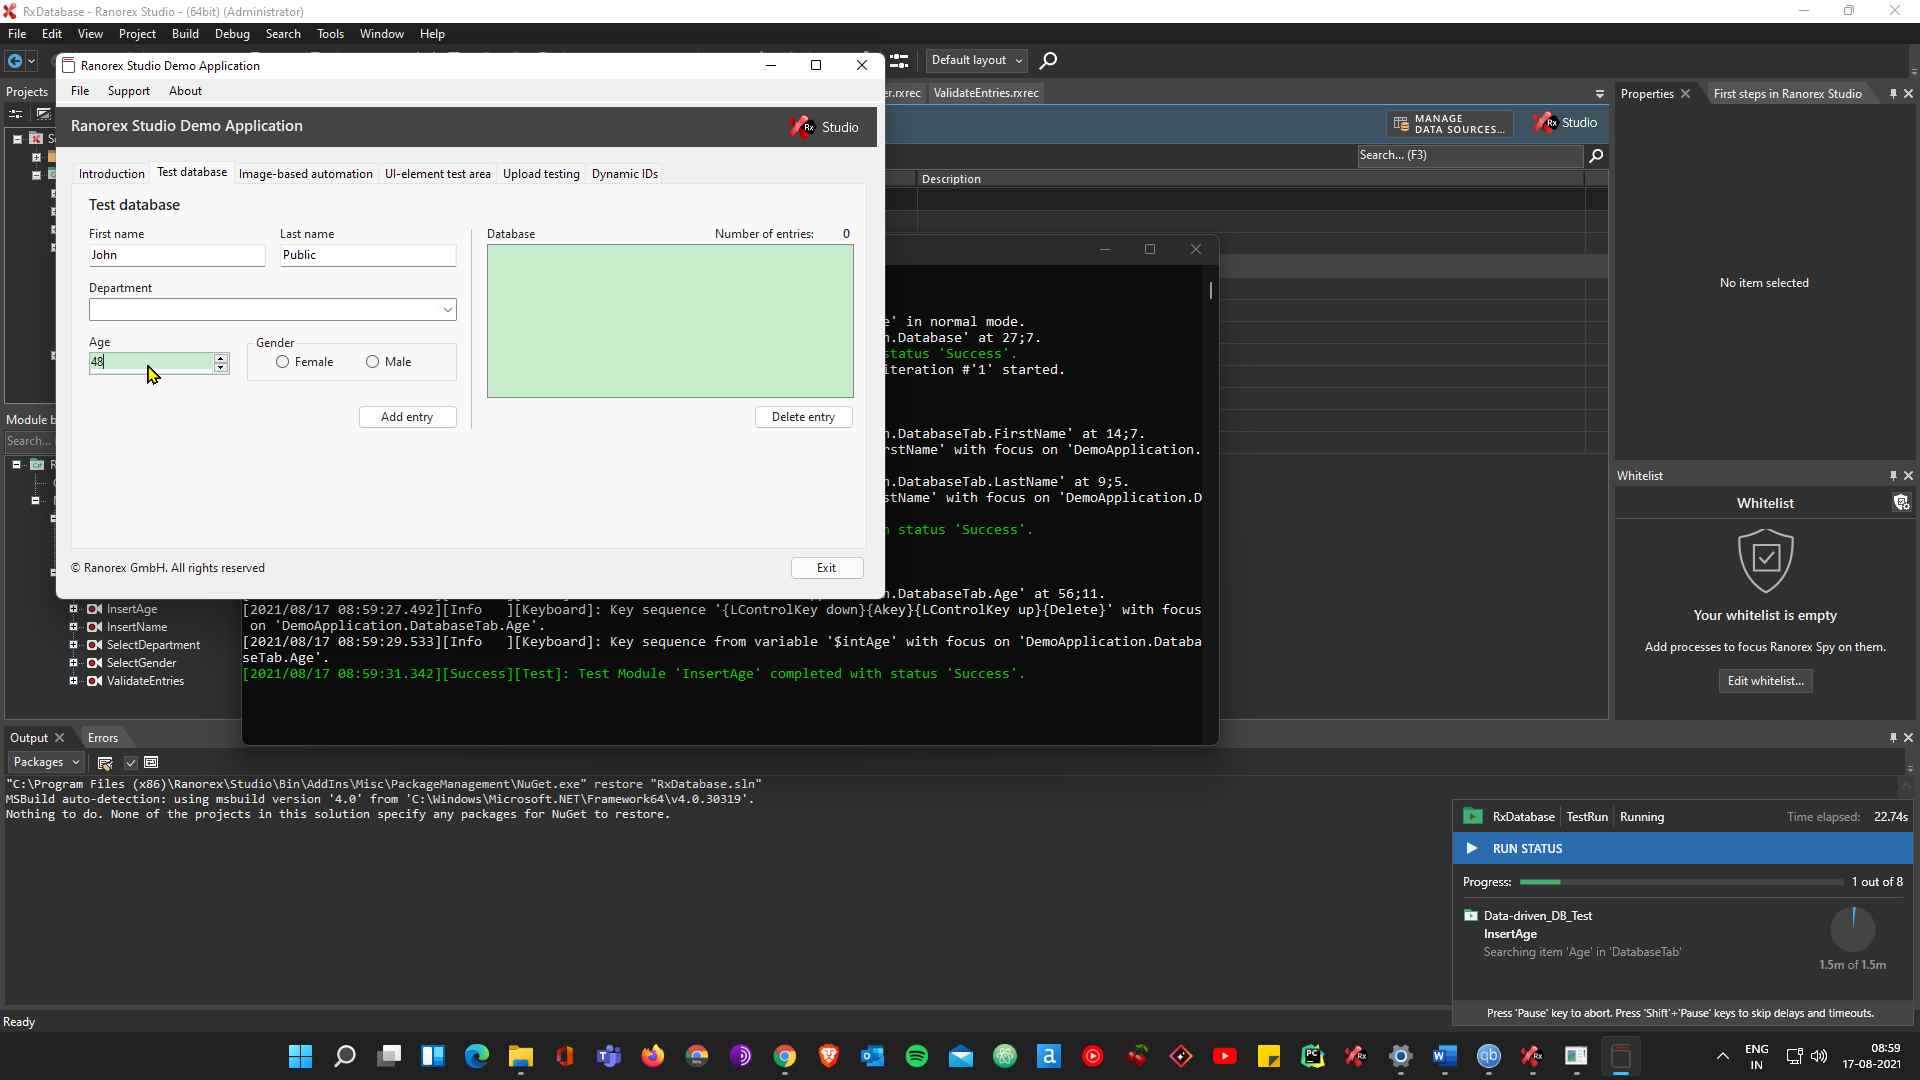 RxDatabase - Ranorex Studio - (64bit) (Administrator)
File Edit View Project Build Debug Search Tools Window Help
Default layout
Projects
er.rxrec ValidateEntries.rxrec
Properties First steps in Ranorex Studio
MANAGE
DATA SOURCES...
Studio
Search... (F3)
Description
No item selected
Ranorex Studio Demo Application
File Support About
Ranorex Studio Demo Application
Rx Studio
Introduction Test database Image-based automation UI-element test area Upload testing Dynamic IDs
Test database
First name Last name
John Public
Department
Age Gender
48 Female Male
Add entry
Database Number of entries: 0
Delete entry
© Ranorex GmbH. All rights reserved
Exit
e' in normal mode.
n.Database' at 27;7.
status 'Success'.
iteration #'1' started.
n.DatabaseTab.FirstName' at 14;7.
rstName' with focus on 'DemoApplication.
n.DatabaseTab.LastName' at 9;5.
stName' with focus on 'DemoApplication.D
status 'Success'.
n.DatabaseTab.Age' at 56;11.
[2021/08/17 08:59:27.492][Info ][Keyboard]: Key sequence '{LControlKey down}{Akey}{LControlKey up}{Delete}' with focus
on 'DemoApplication.DatabaseTab.Age'.
[2021/08/17 08:59:29.533][Info ][Keyboard]: Key sequence from variable '$intAge' with focus on 'DemoApplication.Databa
seTab.Age'.
[2021/08/17 08:59:31.342][Success][Test]: Test Module 'InsertAge' completed with status 'Success'.
Module b
Search...
InsertAge
InsertName
SelectDepartment
SelectGender
ValidateEntries
Whitelist
Whitelist
Your whitelist is empty
Add processes to focus Ranorex Spy on them.
Edit whitelist...
Output Errors
Packages
"C:\Program Files (x86)\Ranorex\Studio\Bin\AddIns\Misc\PackageManagement\NuGet.exe" restore "RxDatabase.sln"
MSBuild auto-detection: using msbuild version '4.0' from 'C:\Windows\Microsoft.NET\Framework64\v4.0.30319'.
Nothing to do. None of the projects in this solution specify any packages for NuGet to restore.
RxDatabase TestRun Running Time elapsed: 22.74s
RUN STATUS
Progress: 1 out of 8
Data-driven_DB_Test
InsertAge
Searching item 'Age' in 'DatabaseTab'
1.5m of 1.5m
Press 'Pause' key to abort. Press 'Shift'+'Pause' keys to skip delays and timeouts.
Ready
ENG
IN
08:59
17-08-2021